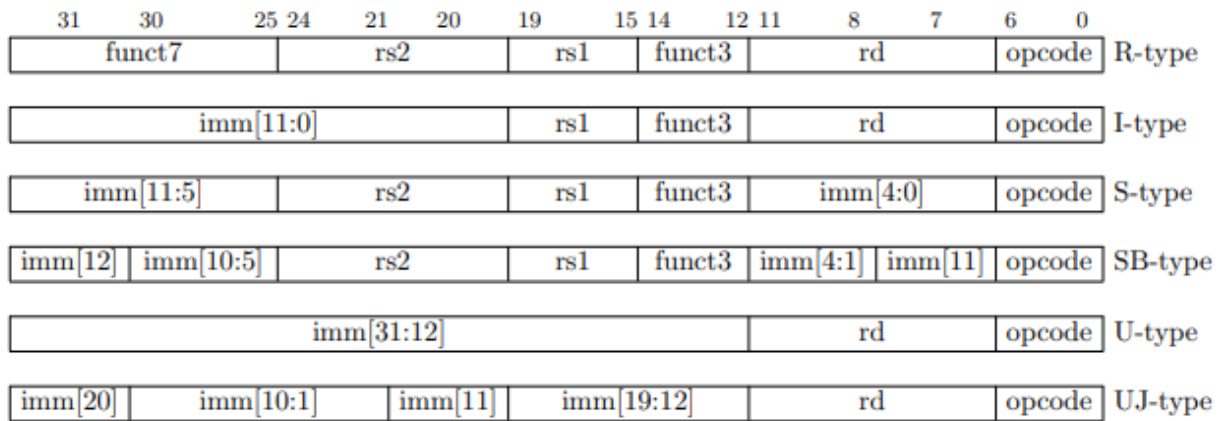 31 30 25 24 21 20 19 15 14 12 11 8 7 6 0
funct7 rs2 rs1 funct3 rd opcode R-type
imm[11:0] rs1 funct3 rd opcode I-type
imm[11:5] rs2 rs1 funct3 imm[4:0] opcode S-type
imm[12] imm[10:5] rs2 rs1 funct3 imm[4:1] imm[11] opcode SB-type
imm[31:12] rd opcode U-type
imm[20] imm[10:1] imm[11] imm[19:12] rd opcode UJ-type